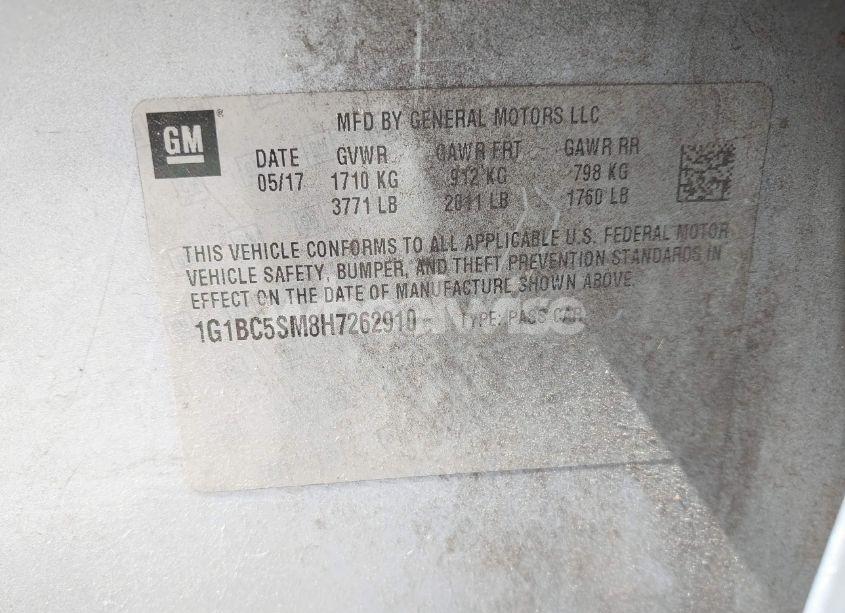 GM ®
MFD BY GENERAL MOTORS LLC
DATE GVWR GAWR FRT GAWR RR
05/17 1710 KG 912 KG 798 KG
3771 LB 2011 LB 1760 LB
THIS VEHICLE CONFORMS TO ALL APPLICABLE U.S. FEDERAL MOTOR
VEHICLE SAFETY, BUMPER, AND THEFT PREVENTION STANDARDS IN
EFFECT ON THE DATE OF MANUFACTURE SHOWN ABOVE.
1G1BC5SM8H7262910 TYPE: PASS CAR